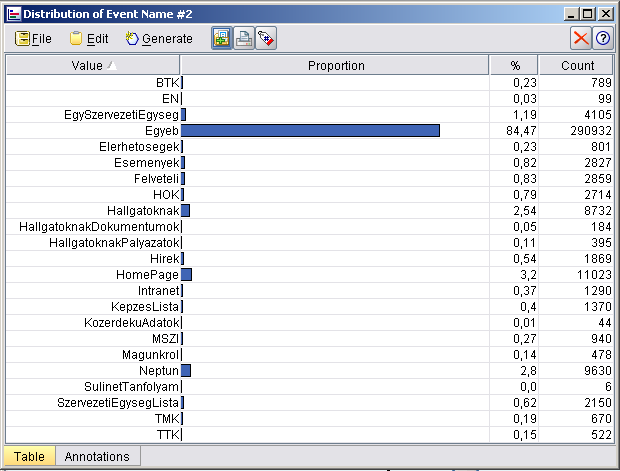 Distribution of Event Name #2
File Edit Generate
Value Proportion % Count
BTK 0,23 789
EN 0,03 99
EgySzervezetiEgyseg 1,19 4105
Egyeb 84,47 290932
Elerhetosegek 0,23 801
Esemenyek 0,82 2827
Felveteli 0,83 2859
HOK 0,79 2714
Hallgatoknak 2,54 8732
HallgatoknakDokumentumok 0,05 184
HallgatoknakPalyazatok 0,11 395
Hirek 0,54 1869
HomePage 3,2 11023
Intranet 0,37 1290
KepzesLista 0,4 1370
KozerdekuAdatok 0,01 44
MSZI 0,27 940
Magunkrol 0,14 478
Neptun 2,8 9630
SulinetTanfolyam 0,0 6
SzervezetiEgysegLista 0,62 2150
TMK 0,19 670
TTK 0,15 522
Table Annotations